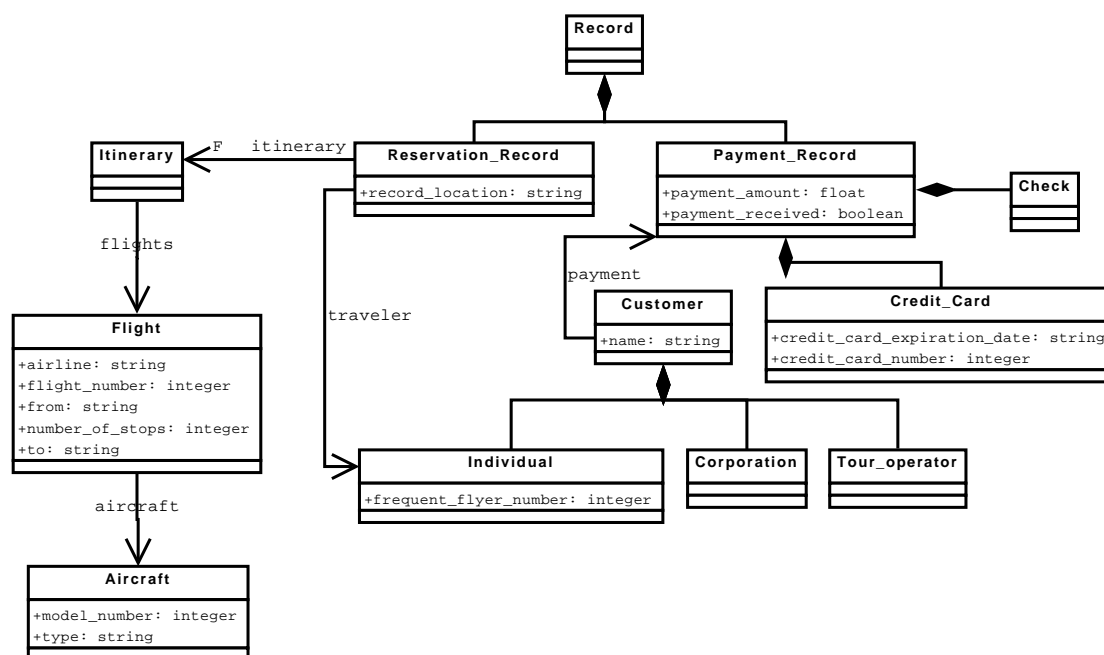 Record
Itinerary
F
itinerary
Reservation_Record
+record_location: string
Payment_Record
+payment_amount: float
+payment_received: boolean
Check
flights
payment
traveler
Customer
+name: string
Credit_Card
+credit_card_expiration_date: string
+credit_card_number: integer
Flight
+airline: string
+flight_number: integer
+from: string
+number_of_stops: integer
+to: string
Individual
+frequent_flyer_number: integer
Corporation
Tour_operator
aircraft
Aircraft
+model_number: integer
+type: string